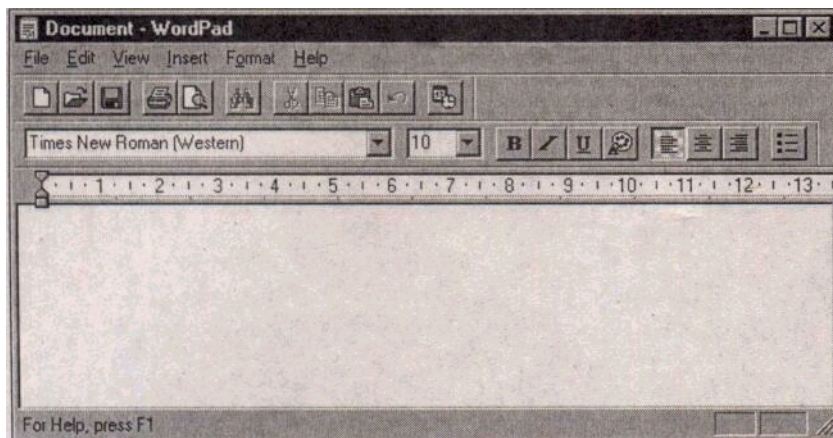 Document - WordPad
File Edit View Insert Format Help
Times New Roman (Western) 10 B I U
1 2 3 4 5 6 7 8 9 10 11 12 13
For Help, press F1